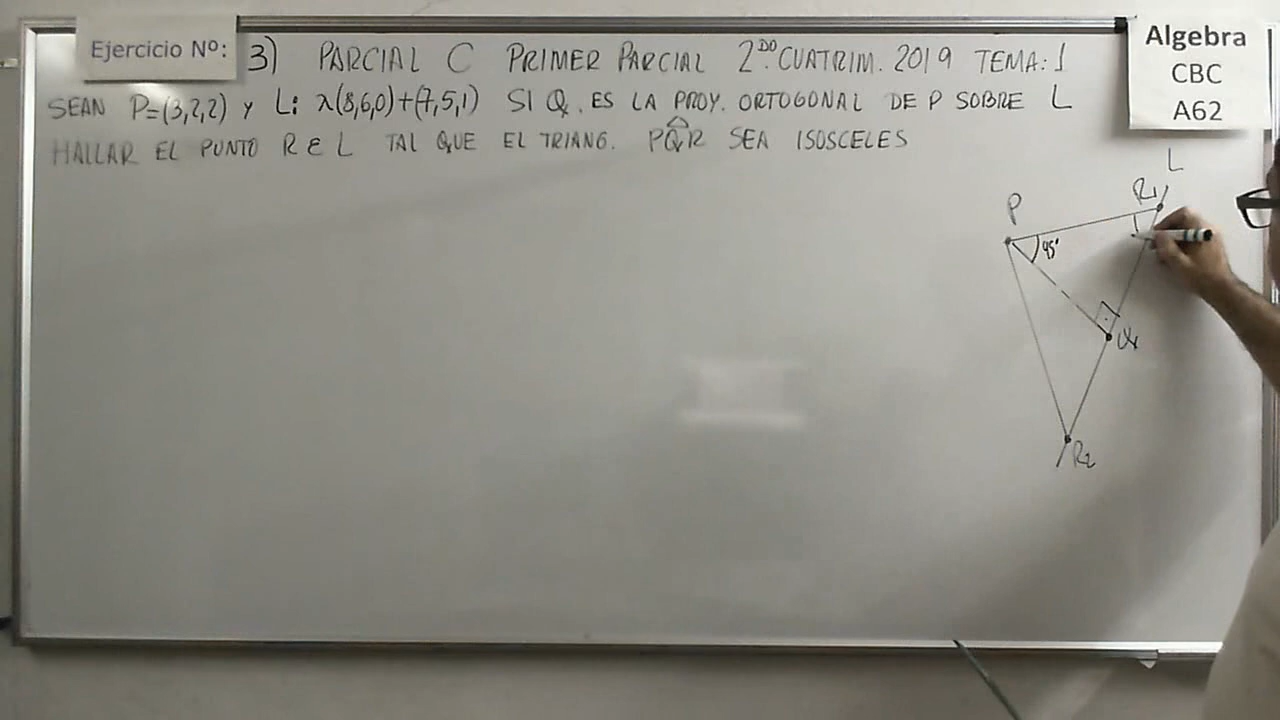 Ejercicio Nº: 3) PARCIAL C PRIMER PARCIAL 2DO. CUATRIM. 2019 TEMA: 1
SEAN P=(3,2,2) Y L: λ(8,6,0)+(7,5,1) SI Q. ES LA PROY. ORTOGONAL DE P SOBRE L
HALLAR EL PUNTO R ∈ L TAL QUE EL TRIANG. PQR SEA ISOSCELES
Algebra
CBC
A62
L
R1
P
45°
Q
R2